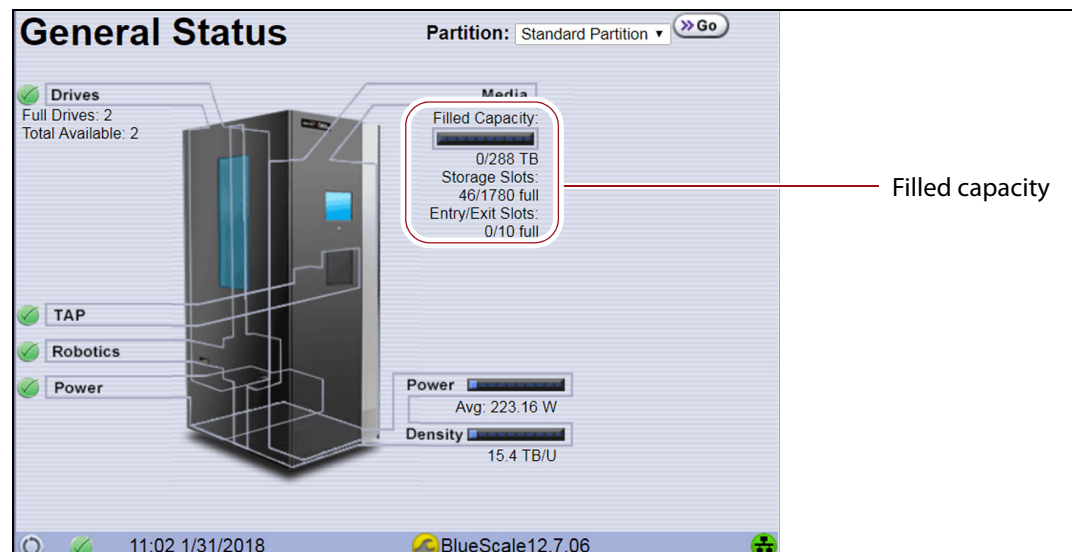 General Status
Partition: Standard Partition Go
Drives
Full Drives: 2
Total Available: 2
Media
Filled Capacity:
0/288 TB
Storage Slots:
46/1780 full
Entry/Exit Slots:
0/10 full
Filled capacity
TAP
Robotics
Power
Power
Avg: 223.16 W
Density
15.4 TB/U
11:02 1/31/2018 BlueScale12.7.06